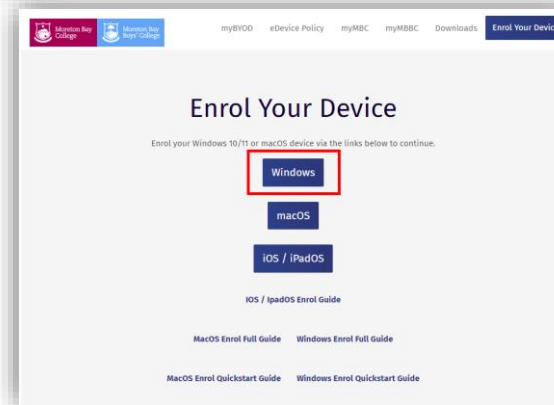 Moreton Bay College
Moreton Bay Boys' College
myBYOD eDevice Policy myMBC myMBBC Downloads Enrol Your Devic
Enrol Your Device
Enrol your Windows 10/11 or macOS device via the links below to continue.
Windows
macOS
iOS / iPadOS
IOS / IpadOS Enrol Guide
MacOS Enrol Full Guide Windows Enrol Full Guide
MacOS Enrol Quickstart Guide Windows Enrol Quickstart Guide